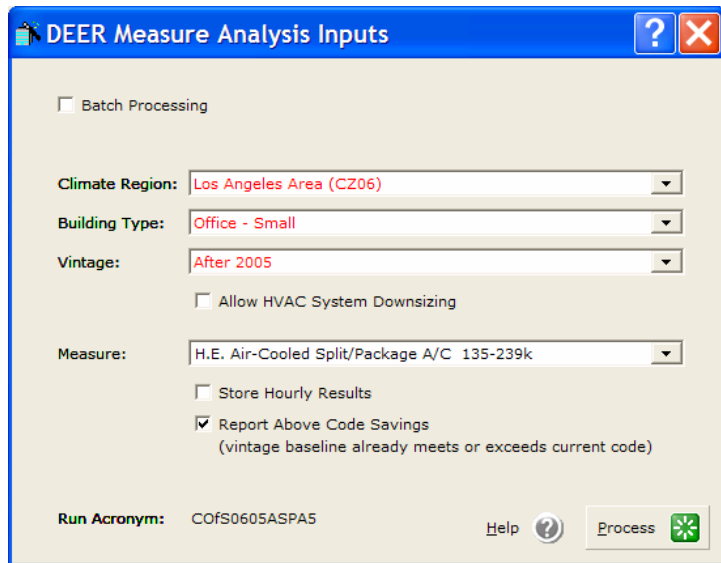 DEER Measure Analysis Inputs
Batch Processing
Climate Region: Los Angeles Area (CZ06)
Building Type: Office - Small
Vintage: After 2005
Allow HVAC System Downsizing
Measure: H.E. Air-Cooled Split/Package A/C 135-239k
Store Hourly Results
Report Above Code Savings
(vintage baseline already meets or exceeds current code)
Run Acronym: COfS0605ASPA5
Help ? Process